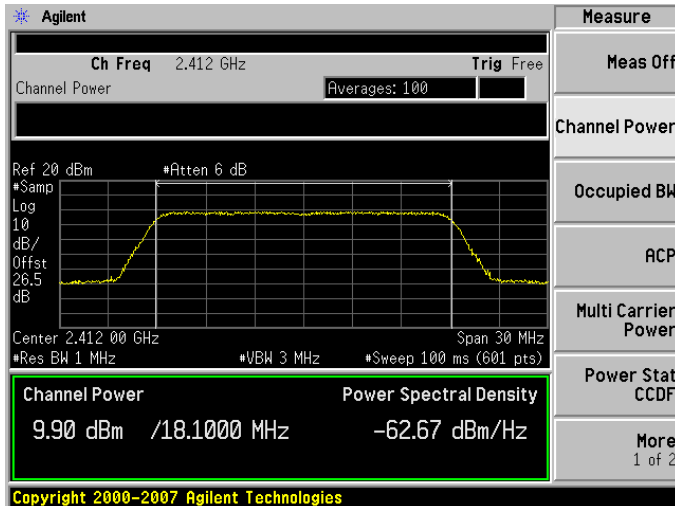 Agilent
Measure
Ch Freq 2.412 GHz Trig Free
Channel Power Averages: 100
Meas Off
Channel Power
Occupied BW
ACP
Multi Carrier
Power
Power Stat
CCDF
More
1 of 2
Ref 20 dBm #Atten 6 dB
#Samp
Log
10
dB/
Offst
26.5
dB
Center 2.412 00 GHz Span 30 MHz
#Res BW 1 MHz #VBW 3 MHz #Sweep 100 ms (601 pts)
Channel Power Power Spectral Density
9.90 dBm /18.1000 MHz -62.67 dBm/Hz
Copyright 2000-2007 Agilent Technologies